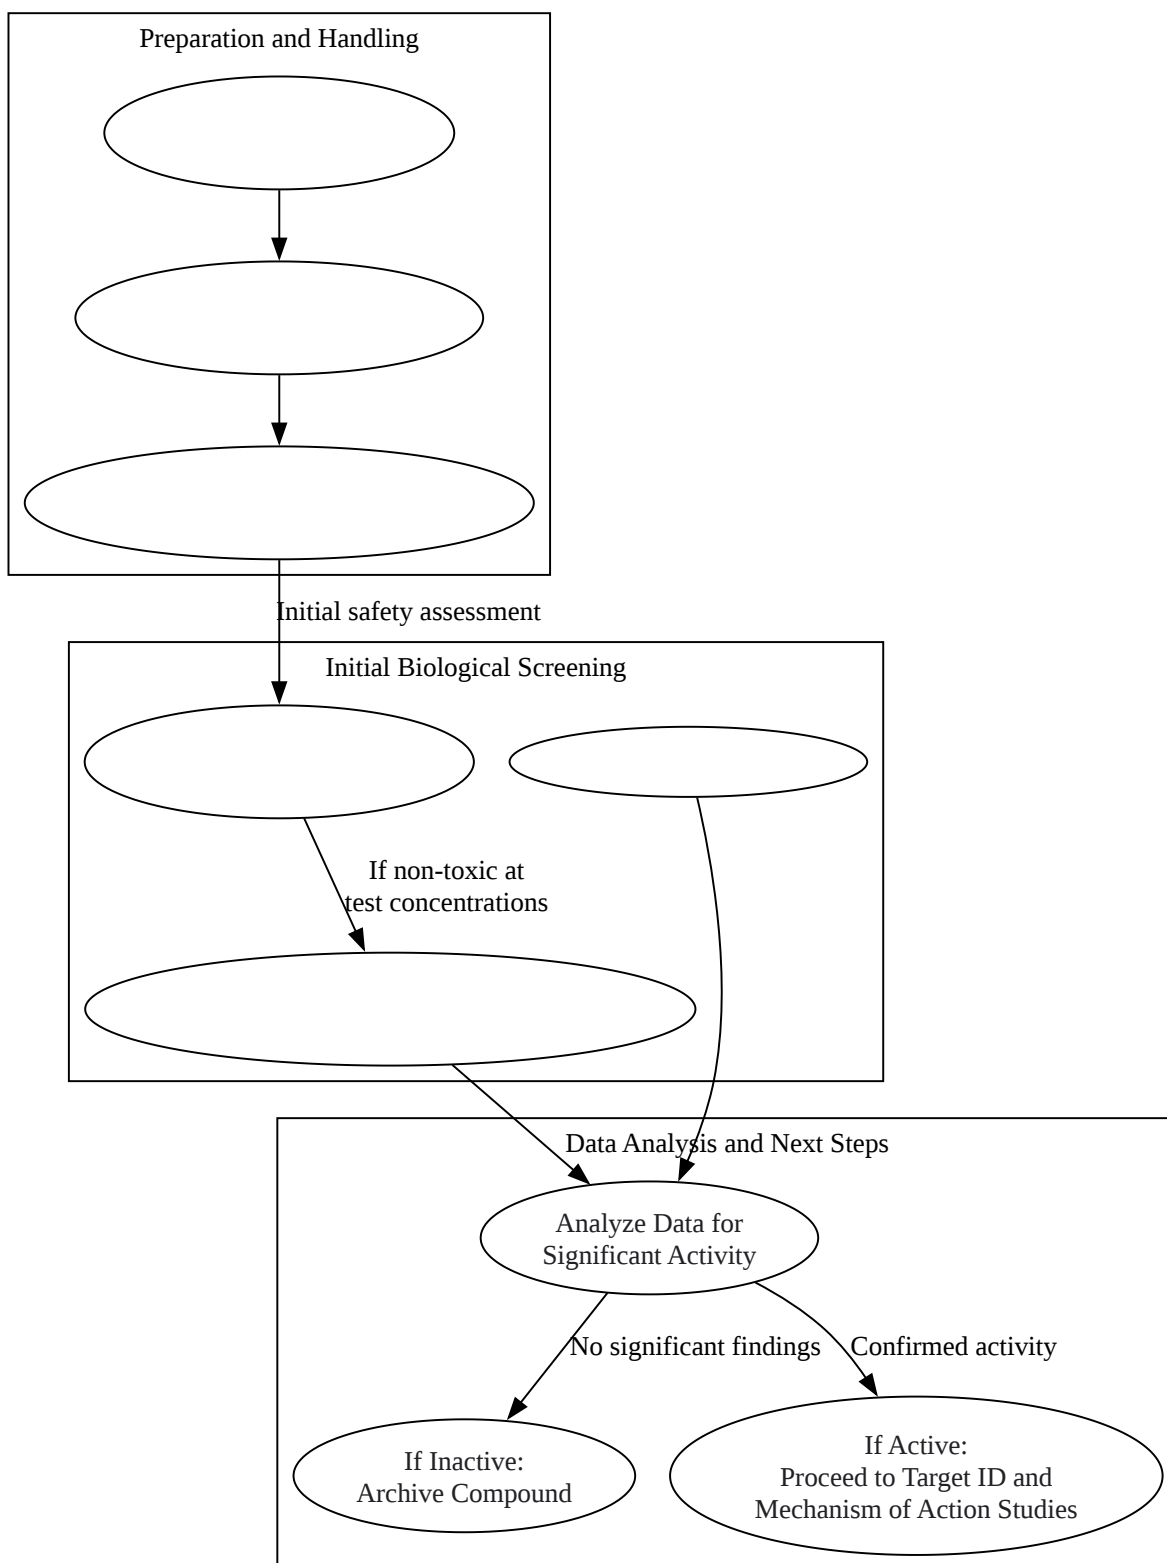 Preparation and Handling
Initial safety assessment
Initial Biological Screening
If non-toxic at
test concentrations
Data Analysis and Next Steps
Analyze Data for
Significant Activity
No significant findings
Confirmed activity
If Inactive:
Archive Compound
If Active:
Proceed to Target ID and
Mechanism of Action Studies